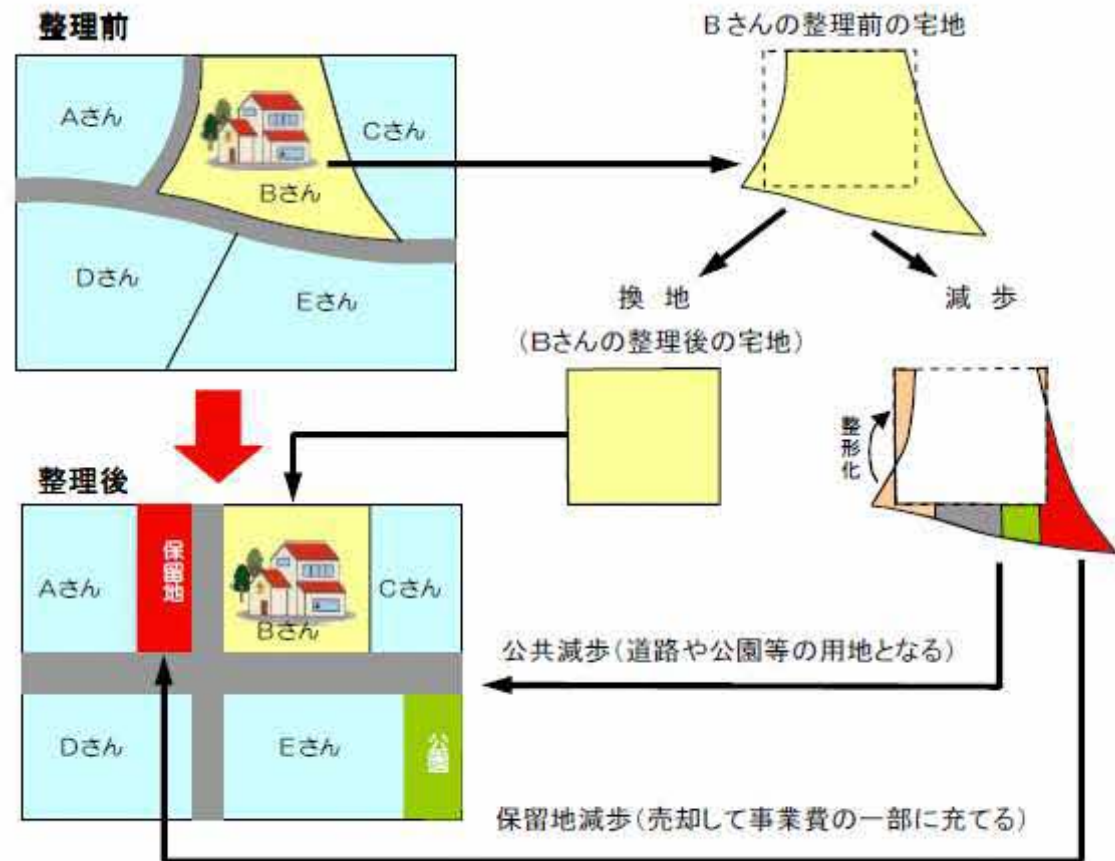 整理前
Bさんの整理前の宅地
Aさん
Cさん
Bさん
Dさん
Eさん
換 地
減 歩
(Bさんの整理後の宅地)
整形化
整理後
Aさん
保留地
Bさん
Cさん
公共減歩(道路や公園等の用地となる)
Dさん
Eさん
公園
保留地減歩(売却して事業費の一部に充てる)